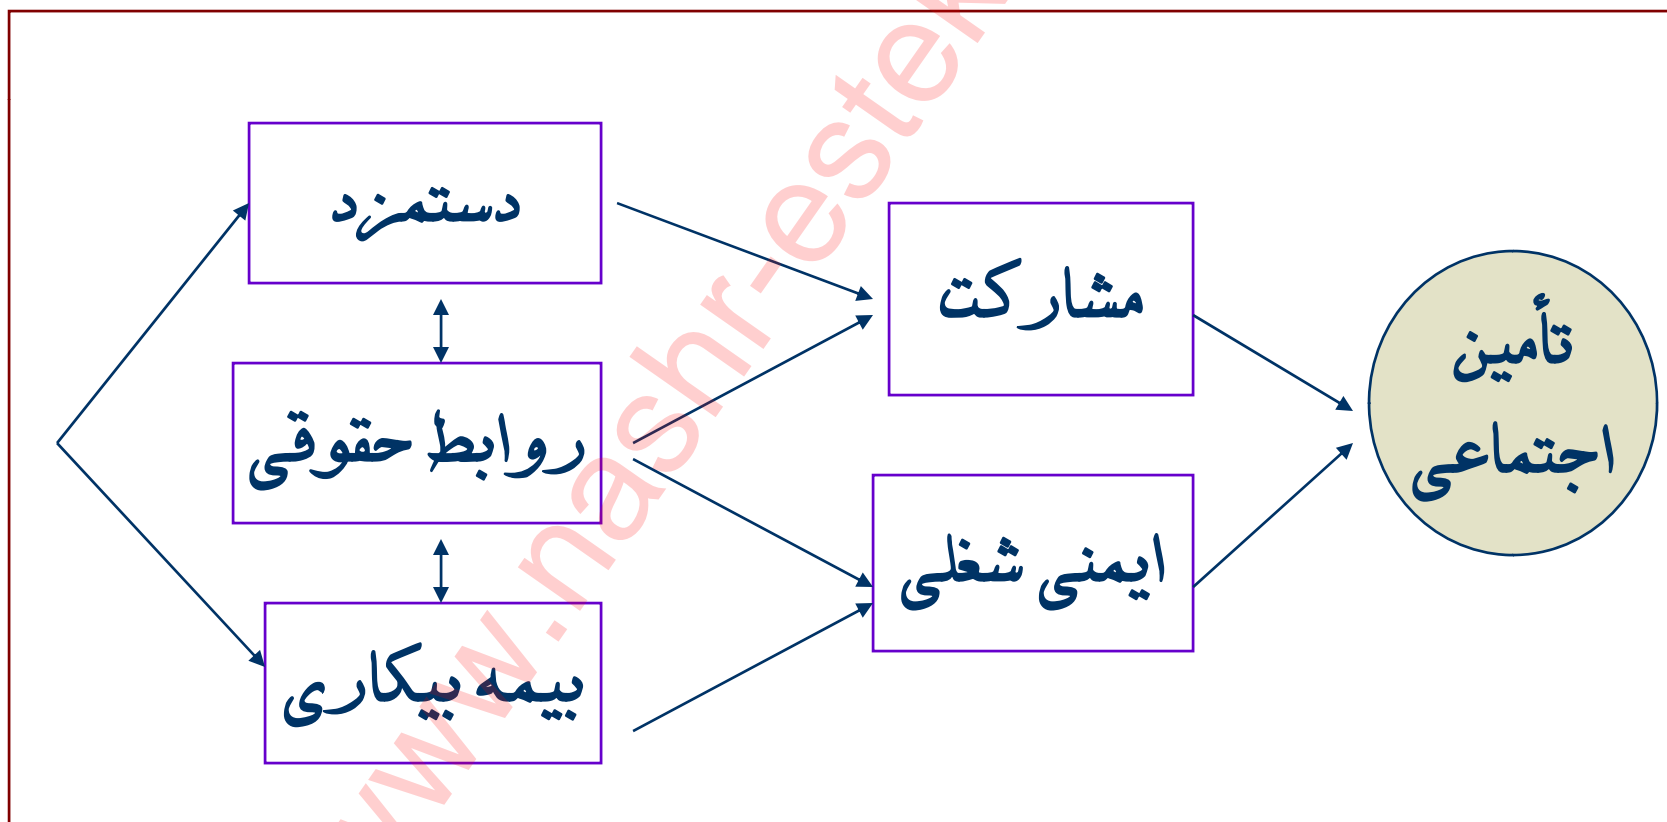 دستمزد
روابط حقوقی
بیمه بیکاری
مشارکت
ایمنی شغلی
تأمین
اجتماعی
www.nashr-estek